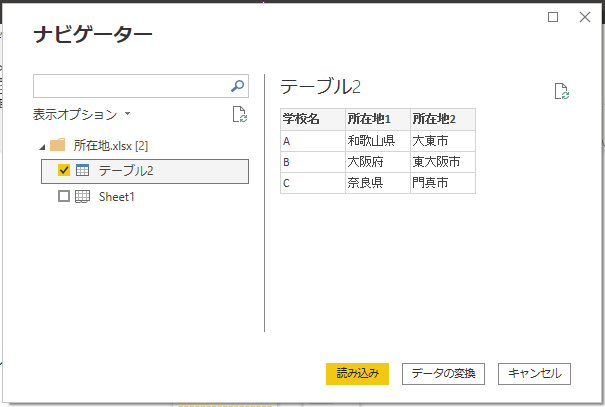 ナビゲーター
表示オプション
所在地.xlsx [2]
テーブル2
Sheet1
テーブル2
学校名 所在地1 所在地2
A 和歌山県 大東市
B 大阪府 東大阪市
C 奈良県 門真市
読み込み データの変換 キャンセル